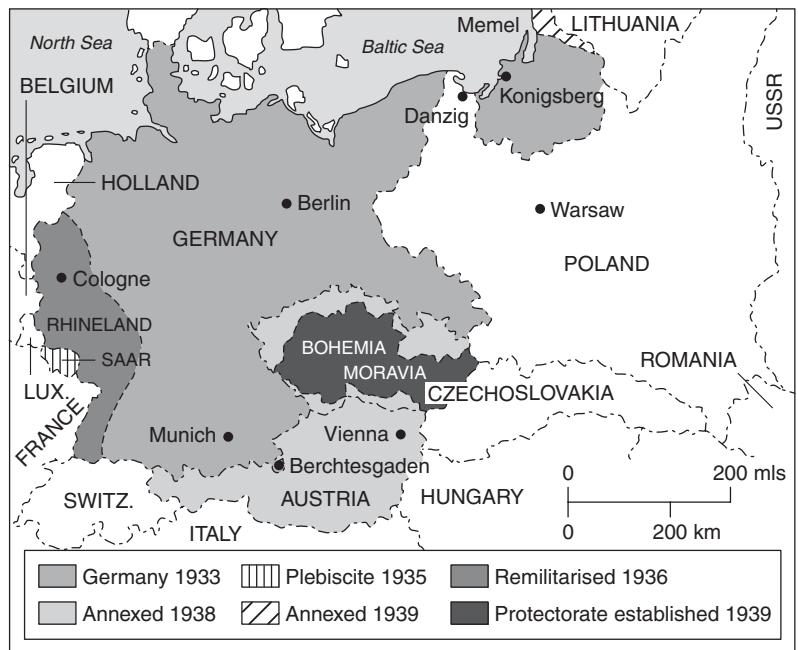 North Sea
Baltic Sea
Memel
LITHUANIA
BELGIUM
USSR
Danzig
Konigsberg
HOLLAND
Berlin
Warsaw
GERMANY
POLAND
Cologne
RHINELAND
BOHEMIA
SAAR
MORAVIA
ROMANIA
LUX.
CZECHOSLOVAKIA
FRANCE
Munich
Vienna
Berchtesgaden
SWITZ.
AUSTRIA
HUNGARY
ITALY
0 200 mls
0 200 km
Germany 1933 Plebiscite 1935 Remilitarised 1936
Annexed 1938 Annexed 1939 Protectorate established 1939